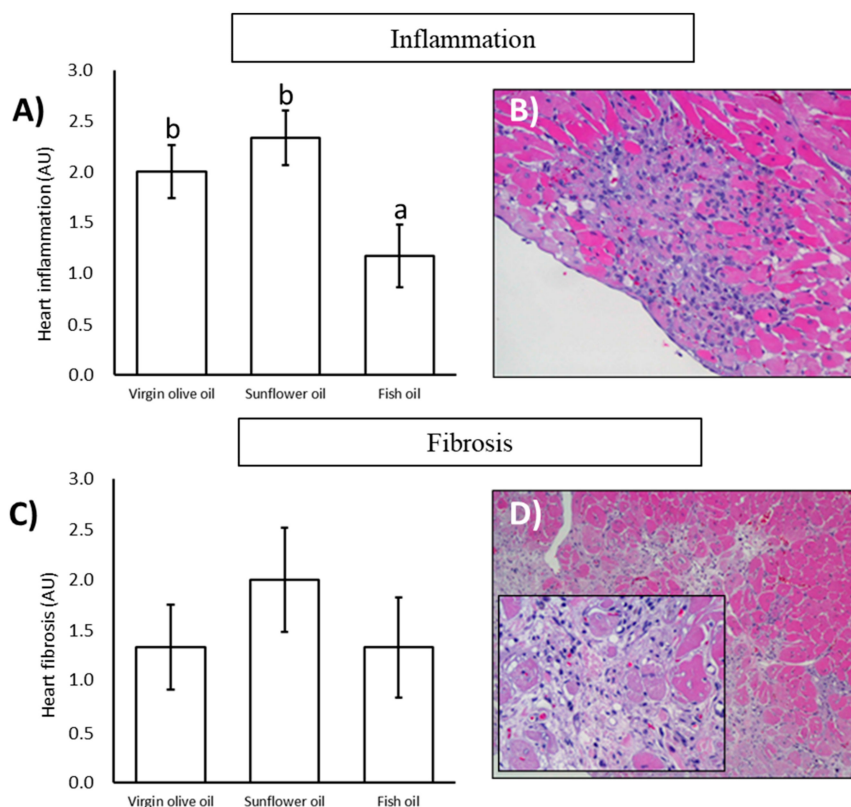 Inflammation
A)
Heart inflammation (AU)
3.0
2.5
2.0
1.5
1.0
0.5
0.0
b
b
a
Virgin olive oil
Sunflower oil
Fish oil
B)
Fibrosis
C)
Heart fibrosis (AU)
3.0
2.5
2.0
1.5
1.0
0.5
0.0
Virgin olive oil
Sunflower oil
Fish oil
D)